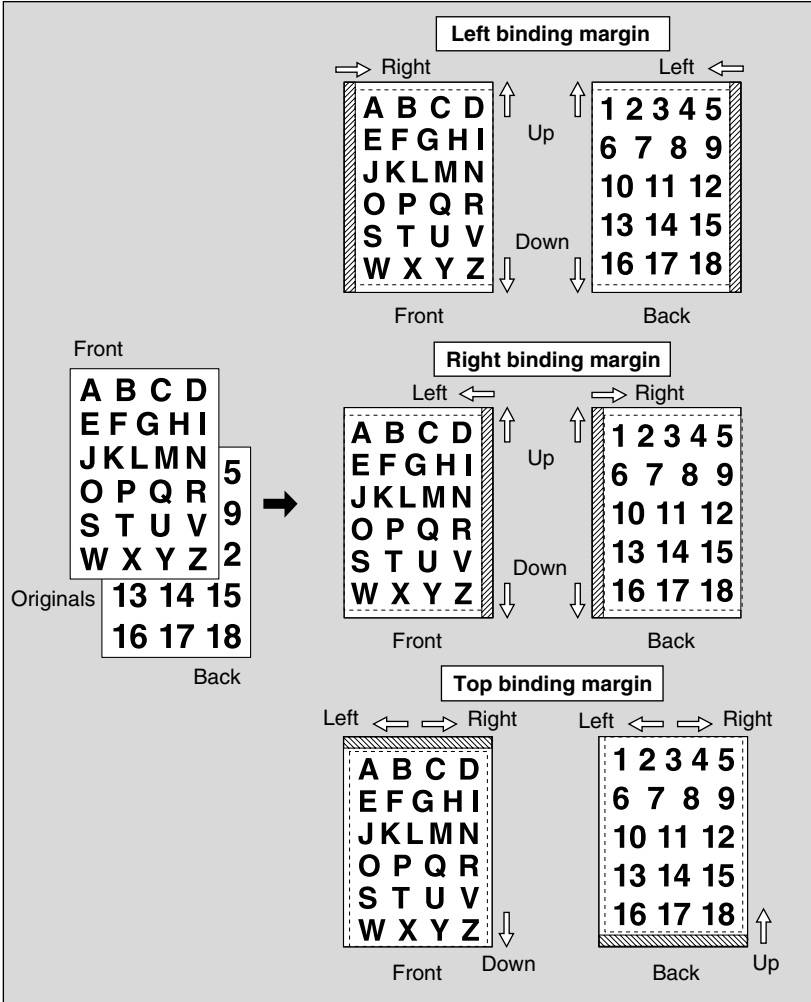 Left binding margin
Right
Left
A B C D
E F G H I
J K L M N
O P Q R
S T U V
W X Y Z
Up
Down
1 2 3 4 5
6 7 8 9
10 11 12
13 14 15
16 17 18
Front
Back
Front
A B C D
E F G H I
J K L M N
O P Q R
S T U V
W X Y Z
5
9
2
Originals
13 14 15
16 17 18
Back
Right binding margin
Left
Right
A B C D
E F G H I
J K L M N
O P Q R
S T U V
W X Y Z
Up
Down
1 2 3 4 5
6 7 8 9
10 11 12
13 14 15
16 17 18
Front
Back
Top binding margin
Left
Right
Left
Right
A B C D
E F G H I
J K L M N
O P Q R
S T U V
W X Y Z
1 2 3 4 5
6 7 8 9
10 11 12
13 14 15
16 17 18
Front
Down
Back
Up